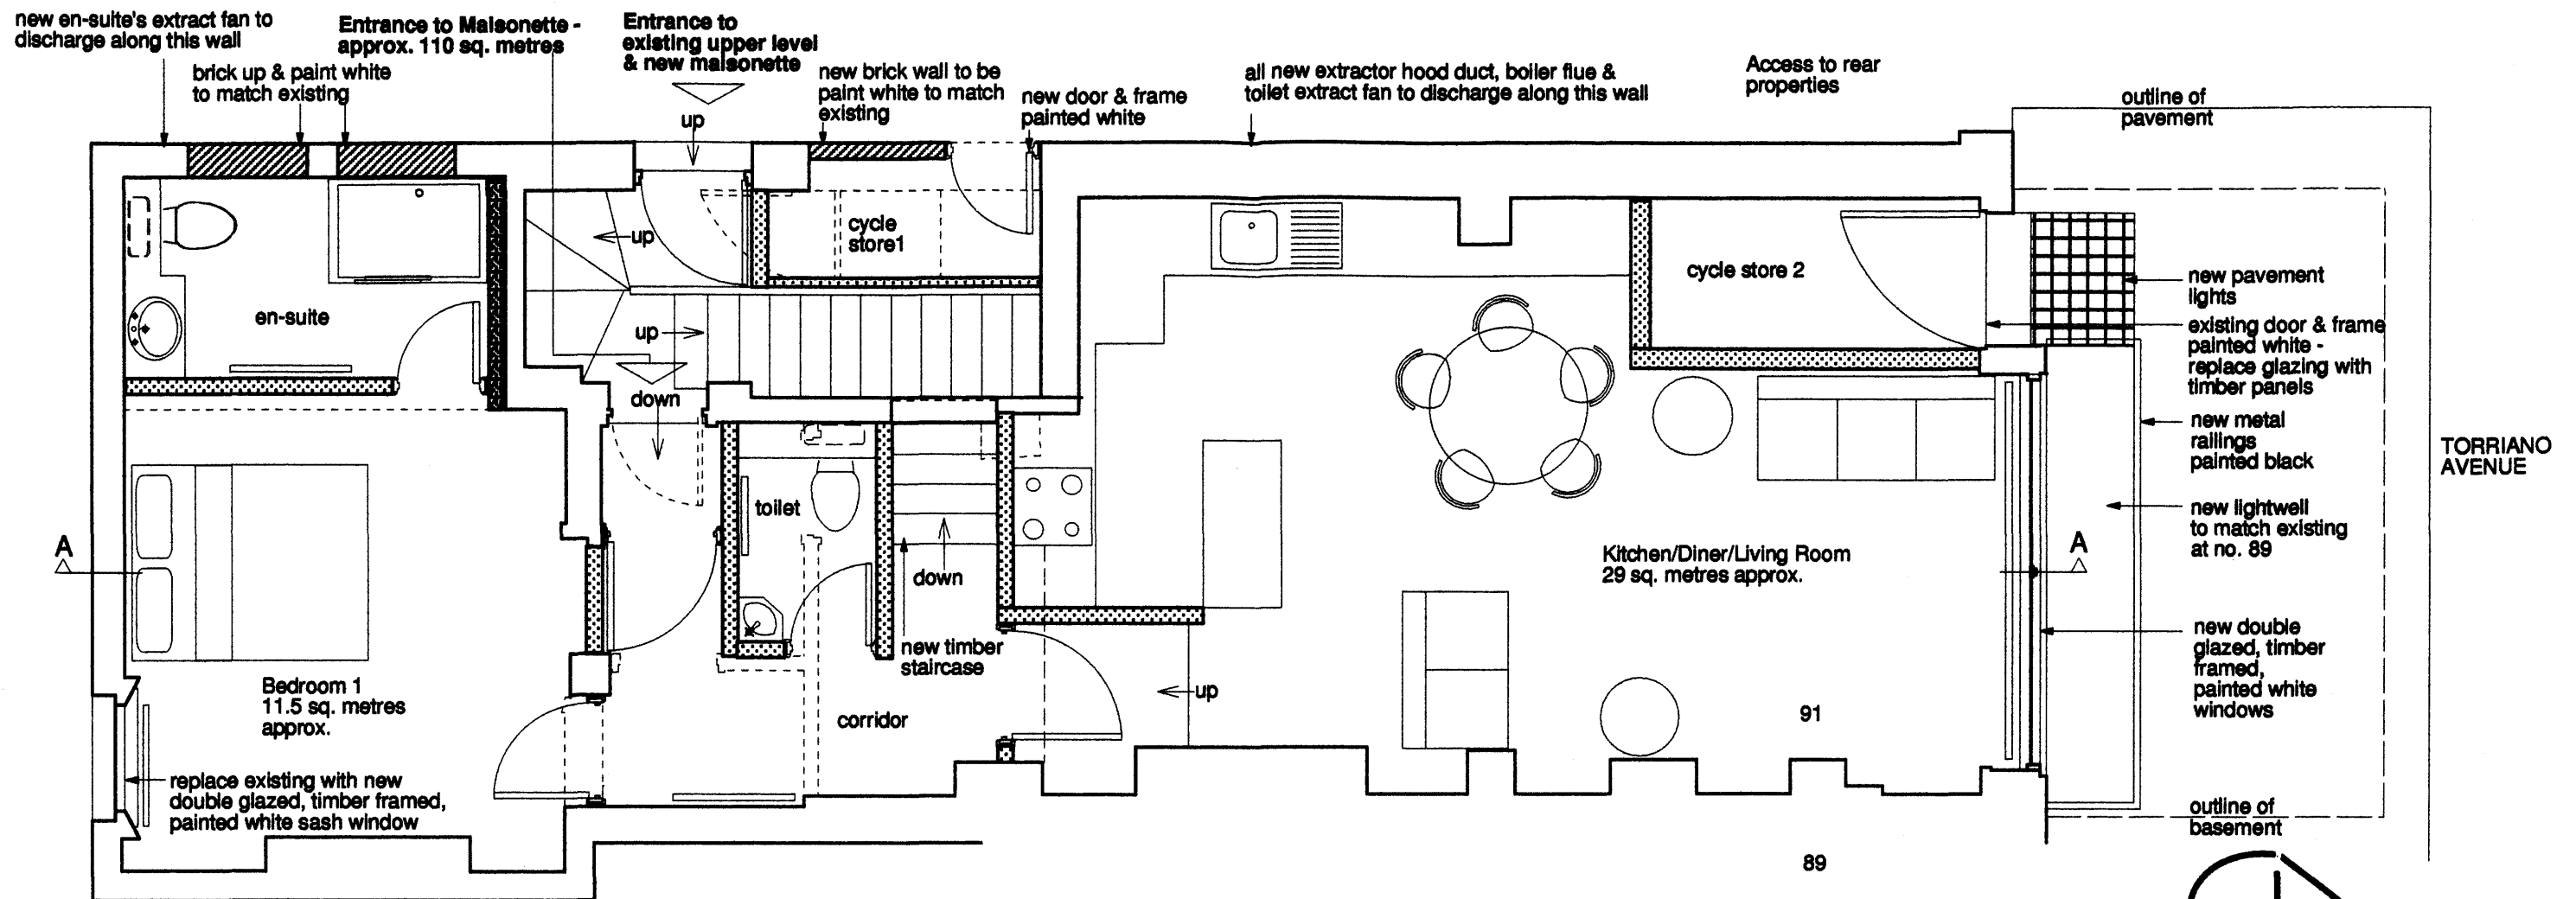 new en-suite's extract fan to
discharge along this wall
brick up & paint white
to match existing
Entrance to Maisonette -
approx. 110 sq. metres
Entrance to
existing upper level
& new maisonette
up
new brick wall to be
paint white to match
existing
new door & frame
painted white
all new extractor hood duct, boiler flue &
toilet extract fan to discharge along this wall
Access to rear
properties
outline of
pavement
up
cycle
store1
cycle store 2
new pavement
lights
en-suite
up
existing door & frame
painted white -
replace glazing with
timber panels
down
new metal
railings
painted black
TORRIANO
AVENUE
toilet
new lightwell
to match existing
at no. 89
A
A
down
Kitchen/Diner/Living Room
29 sq. metres approx.
new timber
staircase
new double
glazed, timber
framed,
painted white
windows
Bedroom 1
11.5 sq. metres
approx.
up
corridor
91
replace existing with new
double glazed, timber framed,
painted white sash window
outline of
basement
89